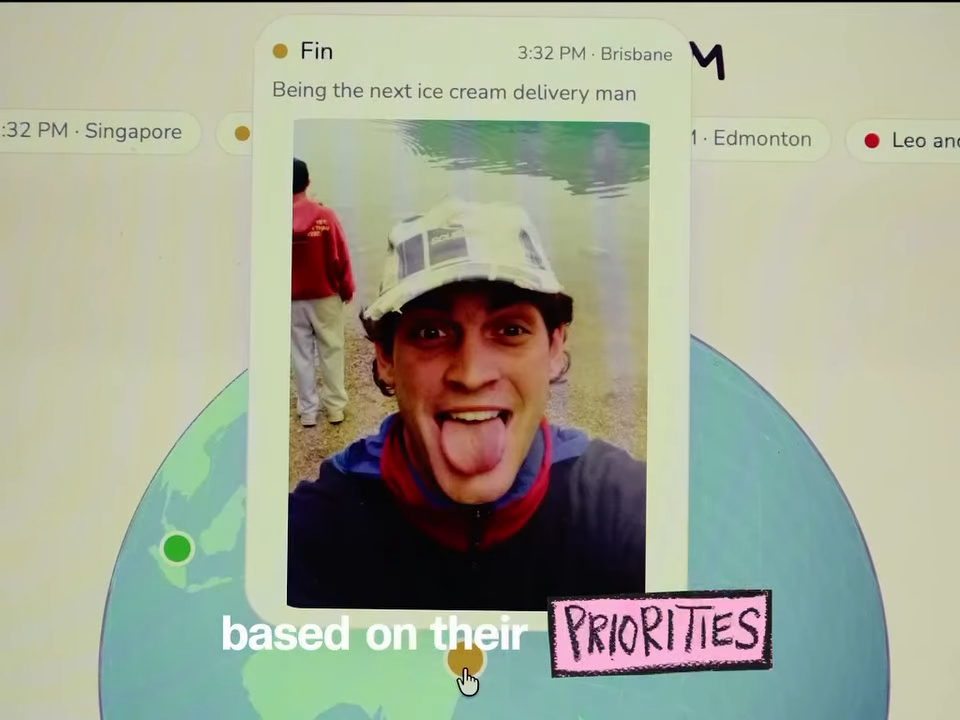 Fin
3:32 PM · Brisbane
M
Being the next ice cream delivery man
:32 PM · Singapore
M · Edmonton
Leo and
based on their PRIORITIES